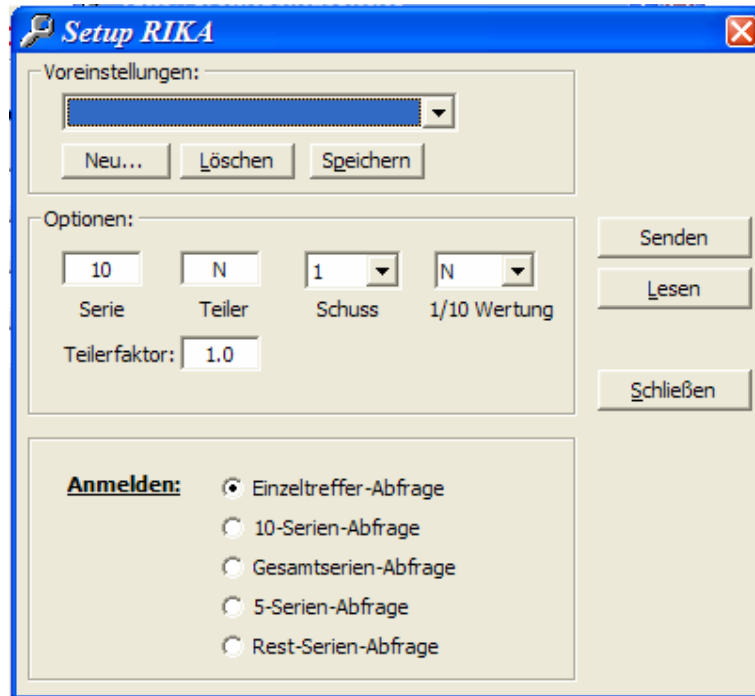 Setup RIKA
Voreinstellungen:
Neu... Löschen Speichern
Optionen:
10 N 1 N
Serie Teiler Schuss 1/10 Wertung
Teilerfaktor: 1.0
Senden
Lesen
Schließen
Anmelden:
Einzeltreffer-Abfrage
10-Serien-Abfrage
Gesamtserien-Abfrage
5-Serien-Abfrage
Rest-Serien-Abfrage